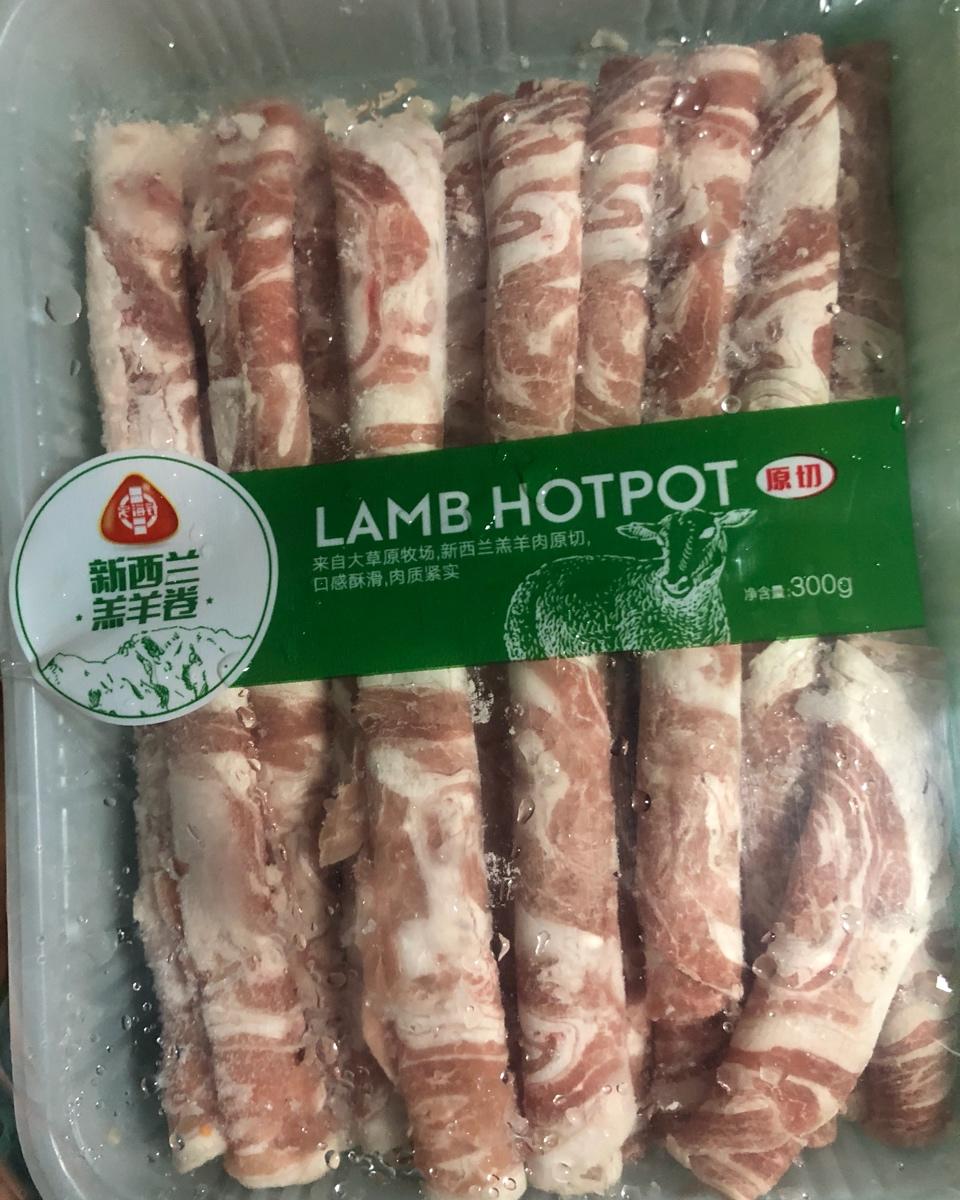 LAMB HOTPOT
原切
来自大草原牧场,新西兰羔羊肉原切,
口感酥滑,肉质紧实
净含量:300g
新西兰
羔羊卷